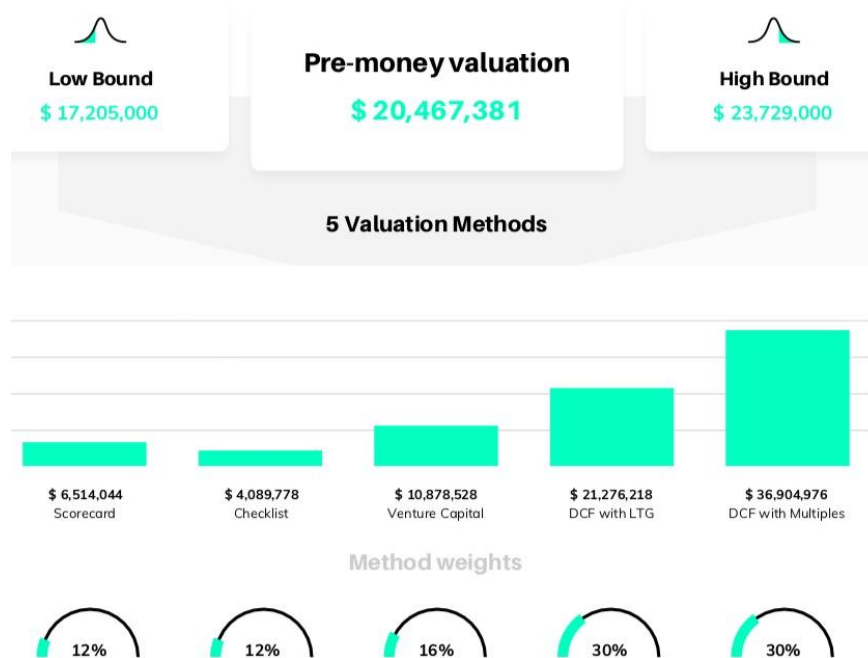 Low Bound
$ 17,205,000
Pre-money valuation
$ 20,467,381
High Bound
$ 23,729,000
5 Valuation Methods
$ 6,514,044
Scorecard
$ 4,089,778
Checklist
$ 10,878,528
Venture Capital
$ 21,276,218
DCF with LTG
$ 36,904,976
DCF with Multiples
Method weights
12%
12%
16%
30%
30%